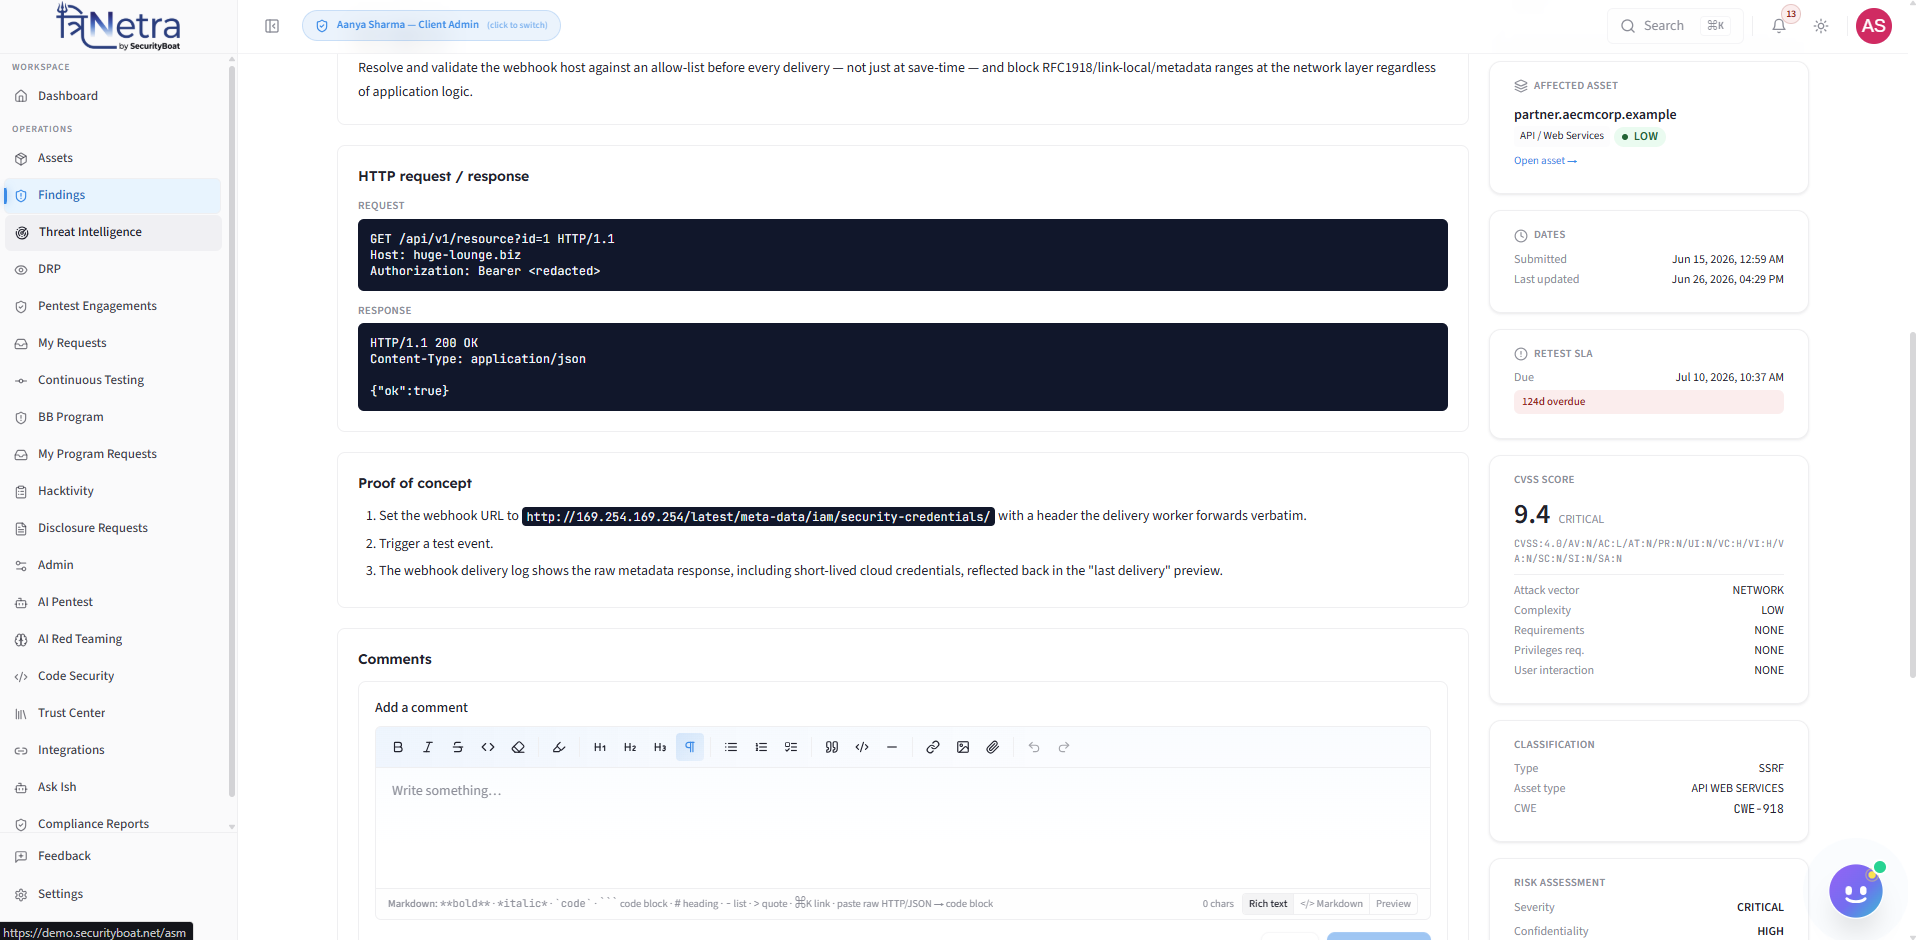 त्रिNetra
by SecurityBoat
WORKSPACE
Dashboard
OPERATIONS
Assets
Findings
Threat Intelligence
DRP
Pentest Engagements
My Requests
Continuous Testing
BB Program
My Program Requests
Hacktivity
Disclosure Requests
Admin
AI Pentest
AI Red Teaming
Code Security
Trust Center
Integrations
Ask Ish
Compliance Reports
Feedback
Settings
https://demo.securityboat.net/asm
Aanya Sharma — Client Admin (click to switch)
Search ⌘K
13
AS
Resolve and validate the webhook host against an allow-list before every delivery — not just at save-time — and block RFC1918/link-local/metadata ranges at the network layer regardless
of application logic.
HTTP request / response
REQUEST
GET /api/v1/resource?id=1 HTTP/1.1
Host: huge-lounge.biz
Authorization: Bearer <redacted>
RESPONSE
HTTP/1.1 200 OK
Content-Type: application/json
{"ok":true}
Proof of concept
1. Set the webhook URL to http://169.254.169.254/latest/meta-data/iam/security-credentials/ with a header the delivery worker forwards verbatim.
2. Trigger a test event.
3. The webhook delivery log shows the raw metadata response, including short-lived cloud credentials, reflected back in the "last delivery" preview.
Comments
Add a comment
H1 H2 H3
Write something…
Markdown: **bold** · *italic* · `code` · ``` code block · # heading · - list · > quote · ⌘K link · paste raw HTTP/JSON → code block
0 chars Rich text </> Markdown Preview
AFFECTED ASSET
partner.aecmcorp.example
API / Web Services LOW
Open asset →
DATES
Submitted Jun 15, 2026, 12:59 AM
Last updated Jun 26, 2026, 04:29 PM
RETEST SLA
Due Jul 10, 2026, 10:37 AM
124d overdue
CVSS SCORE
9.4 CRITICAL
CVSS:4.0/AV:N/AC:L/AT:N/PR:N/UI:N/VC:H/VI:H/V
A:N/SC:N/SI:N/SA:N
Attack vector NETWORK
Complexity LOW
Requirements NONE
Privileges req. NONE
User interaction NONE
CLASSIFICATION
Type SSRF
Asset type API WEB SERVICES
CWE CWE-918
RISK ASSESSMENT
Severity CRITICAL
Confidentiality HIGH